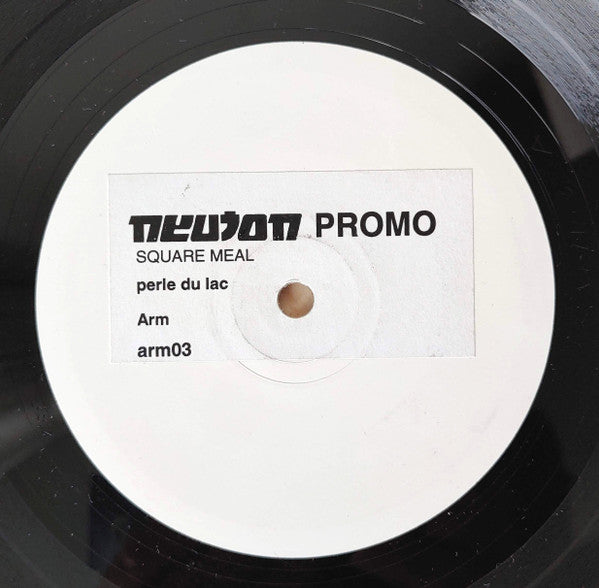 neuton PROMO
SQUARE MEAL
perle du lac
Arm
arm03